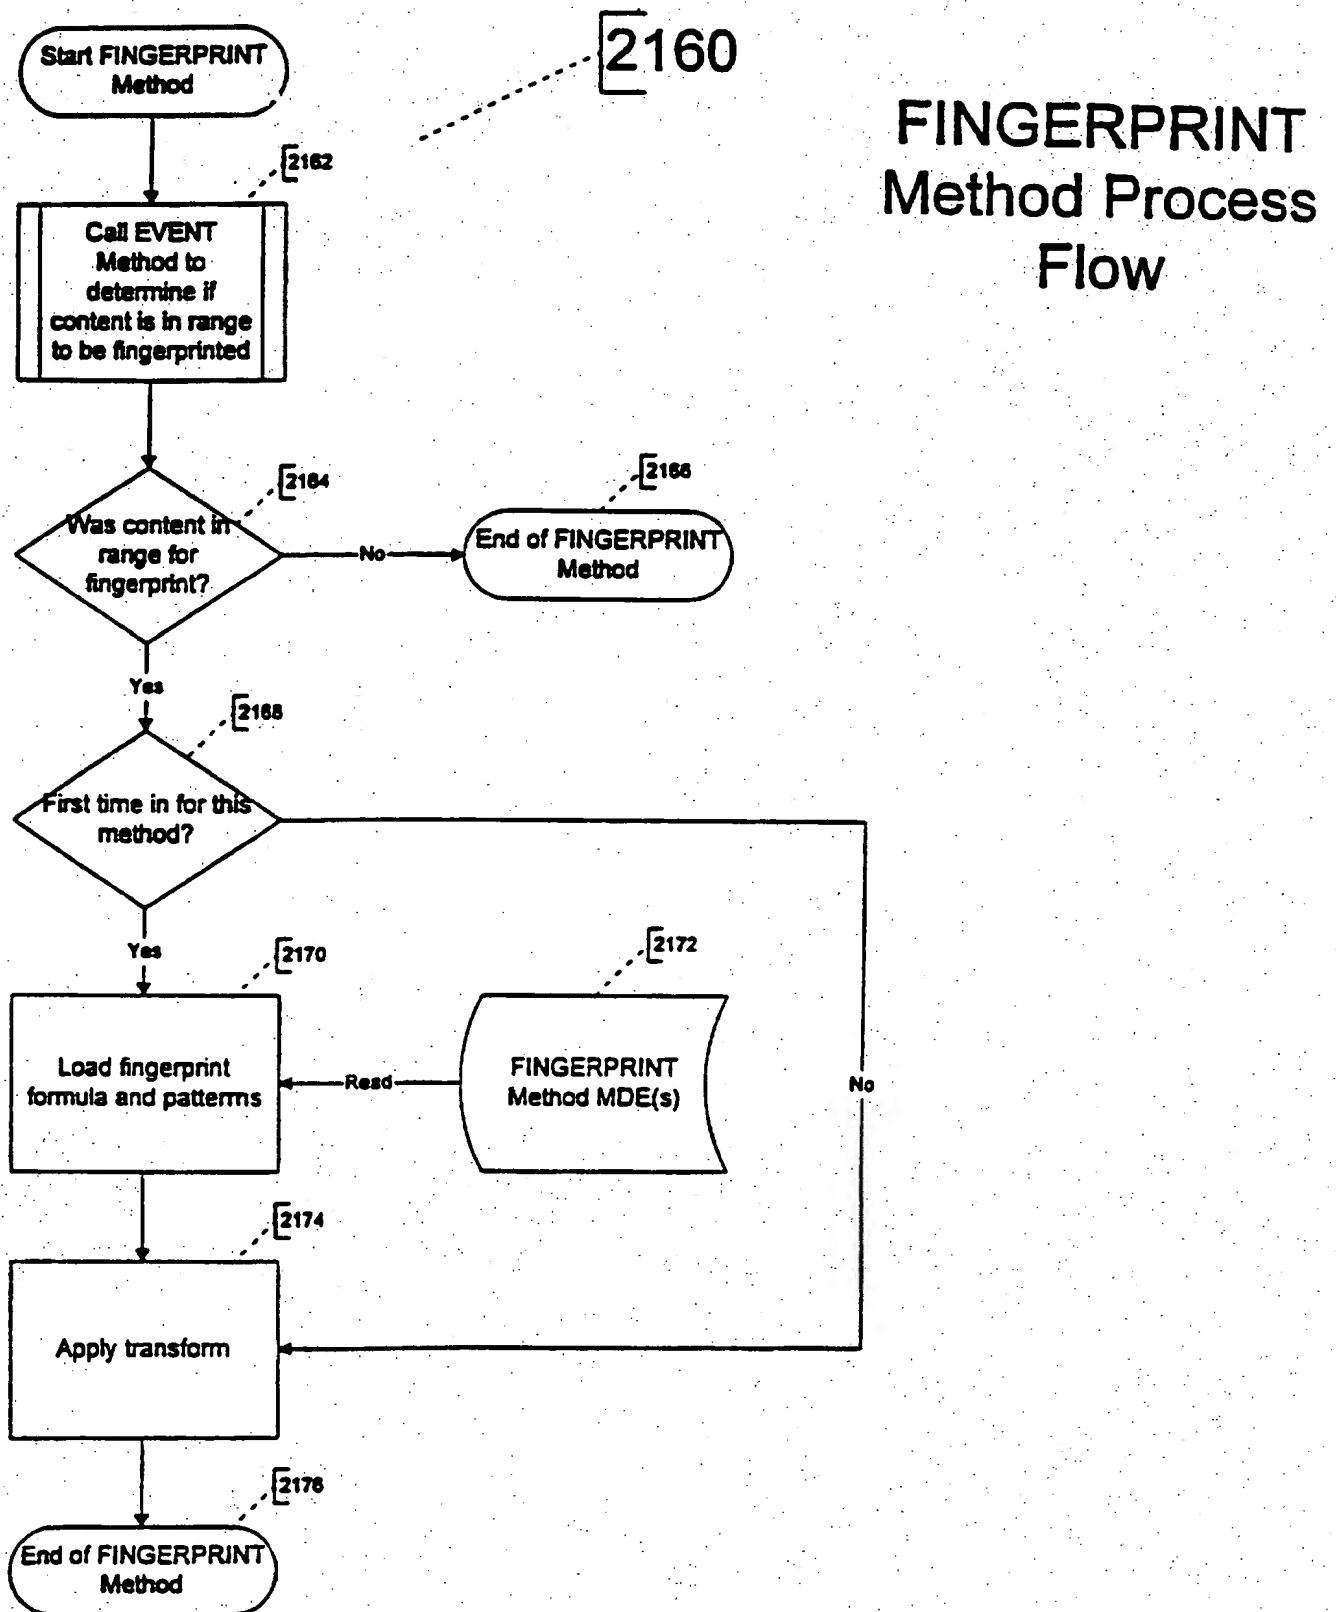 2160
FINGERPRINT
Method Process
Flow
Start FINGERPRINT
Method
2162
Call EVENT
Method to
determine if
content is in range
to be fingerprinted
2164
Was content in
range for
fingerprint?
No
2166
End of FINGERPRINT
Method
Yes
2168
First time in for this
method?
Yes
No
2170
Load fingerprint
formula and patterns
Read
2172
FINGERPRINT
Method MDE(s)
2174
Apply transform
2176
End of FINGERPRINT
Method